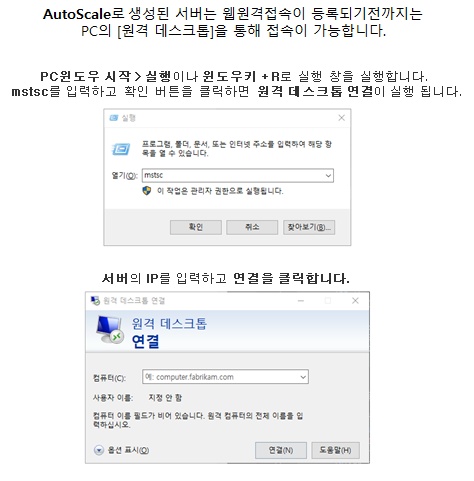 AutoScale로 생성된 서버는 웹원격접속이 등록되기전까지는
PC의 [원격 데스크톱]을 통해 접속이 가능합니다.
PC윈도우 시작 > 실행이나 윈도우키 + R로 실행 창을 실행합니다.
mstsc를 입력하고 확인 버튼을 클릭하면 원격 데스크톱 연결이 실행 됩니다.
실행
프로그램, 폴더, 문서, 또는 인터넷 주소를 입력하여 해당 항
목을 열 수 있습니다.
열기(O): mstsc
이 작업은 관리자 권한으로 실행됩니다.
확인 취소 찾아보기(B)...
서버의 IP를 입력하고 연결을 클릭합니다.
원격 데스크톱 연결
원격 데스크톱
연결
컴퓨터(C): 예: computer.fabrikam.com
사용자 이름: 지정 안 함
컴퓨터 이름 필드가 비어 있습니다. 원격 컴퓨터의 전체 이름을 입
력하십시오.
옵션 표시(O) 연결(N) 도움말(H)